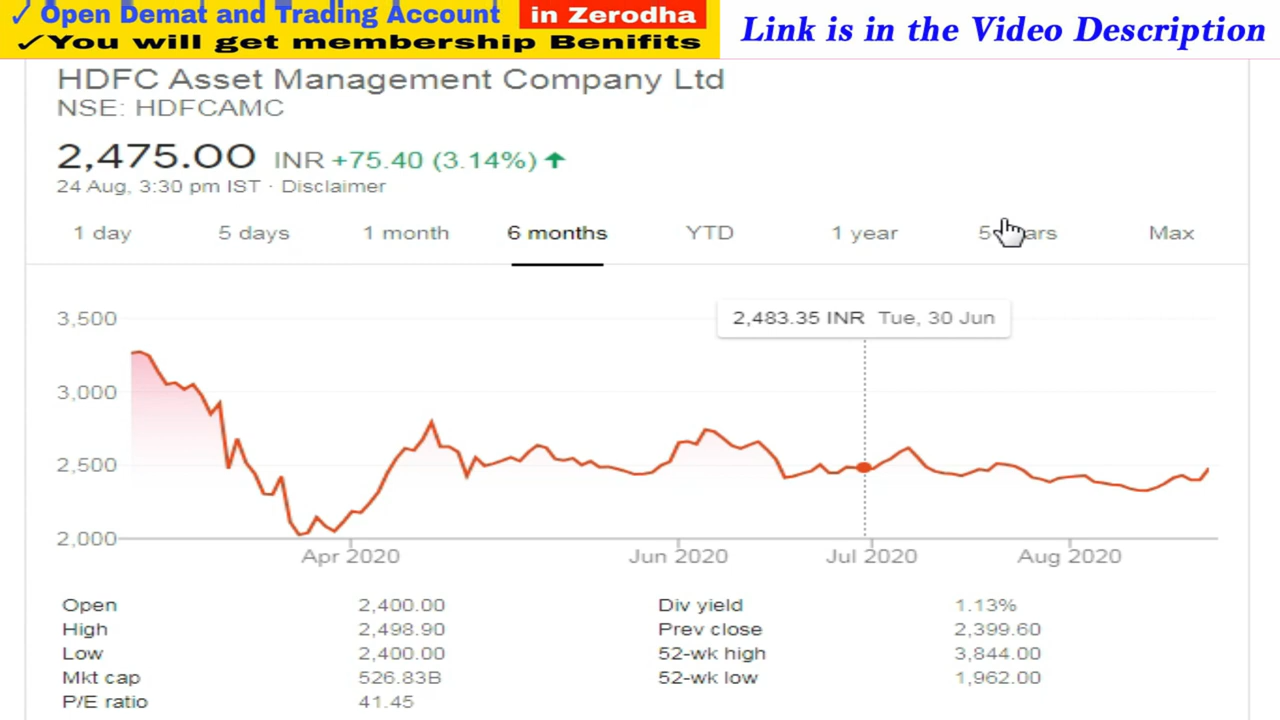 ✓ Open Demat and Trading Account in Zerodha
✓You will get membership Benifits
Link is in the Video Description
HDFC Asset Management Company Ltd
NSE: HDFCAMC
2,475.00 INR +75.40 (3.14%) ↑
24 Aug, 3:30 pm IST · Disclaimer
1 day 5 days 1 month 6 months YTD 1 year 5 Max
2,483.35 INR Tue, 30 Jun
3,500
3,000
2,500
2,000
Apr 2020 Jun 2020 Jul 2020 Aug 2020
Open 2,400.00 Div yield 1.13%
High 2,498.90 Prev close 2,399.60
Low 2,400.00 52-wk high 3,844.00
Mkt cap 526.83B 52-wk low 1,962.00
P/E ratio 41.45